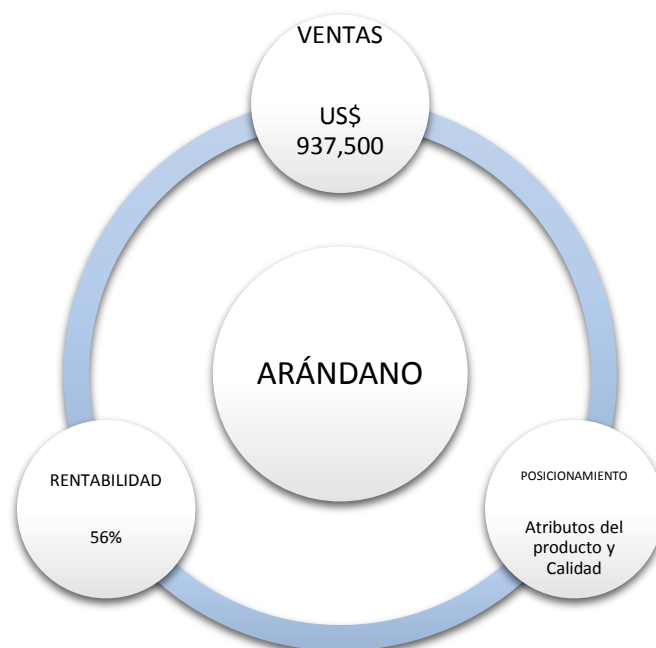 VENTAS
US$
937,500
ARÁNDANO
RENTABILIDAD
56%
POSICIONAMIENTO
Atributos del
producto y
Calidad